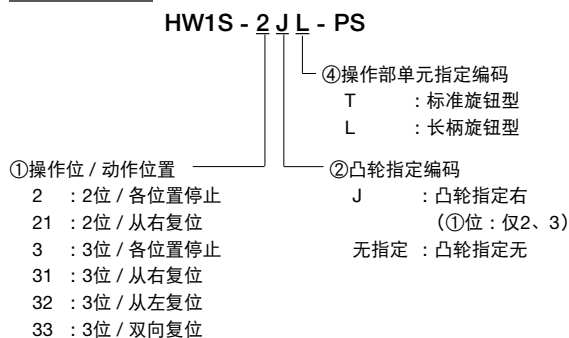 HW1S - 2 J L - PS
④操作部单元指定编码
T ：标准旋钮型
L ：长柄旋钮型
①操作位 / 动作位置
2 ：2位 / 各位置停止
21 ：2位 / 从右复位
3 ：3位 / 各位置停止
31 ：3位 / 从右复位
32 ：3位 / 从左复位
33 ：3位 / 双向复位
②凸轮指定编码
J ：凸轮指定右
（①位：仅2、3）
无指定 ：凸轮指定无